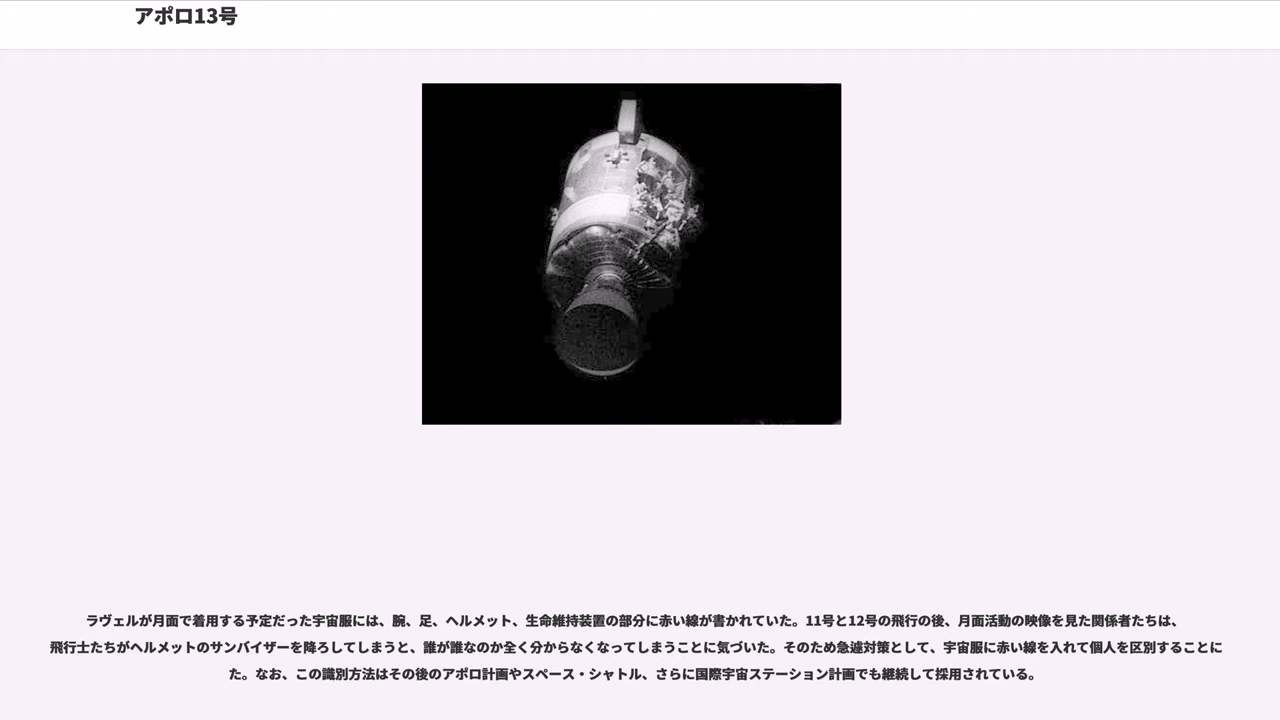 アポロ13号
ラヴェルが月面で着用する予定だった宇宙服には、腕、足、ヘルメット、生命維持装置の部分に赤い線が書かれていた。11号と12号の飛行の後、月面活動の映像を見た関係者たちは、
飛行士たちがヘルメットのサンバイザーを降ろしてしまうと、誰が誰なのか全く分からなくなってしまうことに気づいた。そのため急遽対策として、宇宙服に赤い線を入れて個人を区別することに
た。なお、この識別方法はその後のアポロ計画やスペース・シャトル、さらに国際宇宙ステーション計画でも継続して採用されている。